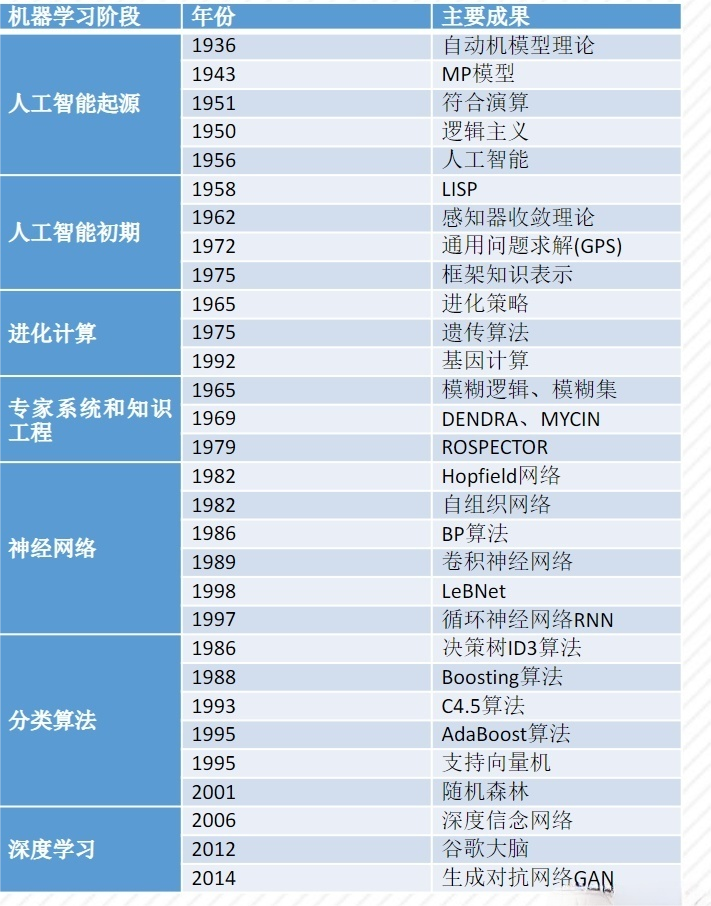 机器学习阶段 年份 主要成果
人工智能起源
1936 自动机模型理论
1943 MP模型
1951 符合演算
1950 逻辑主义
1956 人工智能
人工智能初期
1958 LISP
1962 感知器收敛理论
1972 通用问题求解(GPS)
1975 框架知识表示
进化计算
1965 进化策略
1975 遗传算法
1992 基因计算
专家系统和知识
工程
1965 模糊逻辑、模糊集
1969 DENDRA、MYCIN
1979 ROSPECTOR
神经网络
1982 Hopfield网络
1982 自组织网络
1986 BP算法
1989 卷积神经网络
1998 LeBNet
1997 循环神经网络RNN
分类算法
1986 决策树ID3算法
1988 Boosting算法
1993 C4.5算法
1995 AdaBoost算法
1995 支持向量机
2001 随机森林
深度学习
2006 深度信念网络
2012 谷歌大脑
2014 生成对抗网络GAN